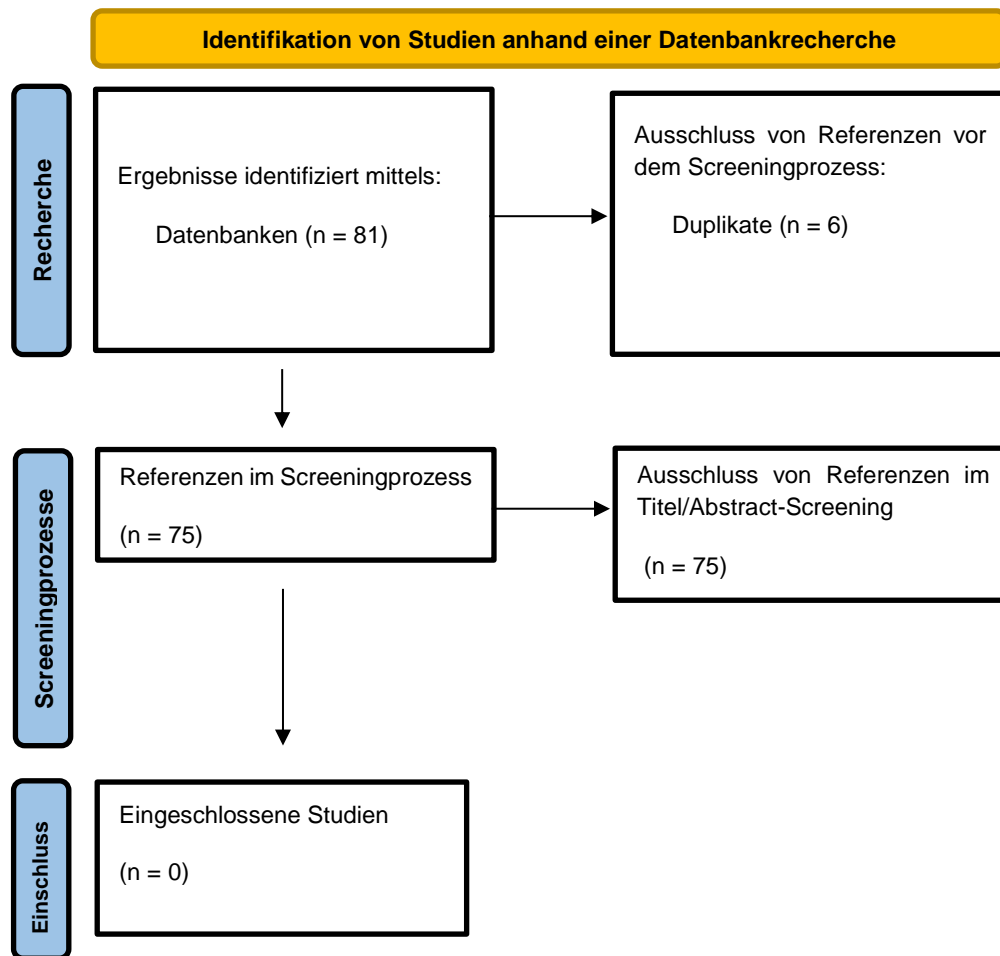 Identifikation von Studien anhand einer Datenbankrecherche
Recherche
Ergebnisse identifiziert mittels:
Datenbanken (n = 81)
Ausschluss von Referenzen vor
dem Screeningprozess:
Duplikate (n = 6)
Screeningprozesse
Referenzen im Screeningprozess
(n = 75)
Ausschluss von Referenzen im
Titel/Abstract-Screening
(n = 75)
Einschluss
Eingeschlossene Studien
(n = 0)